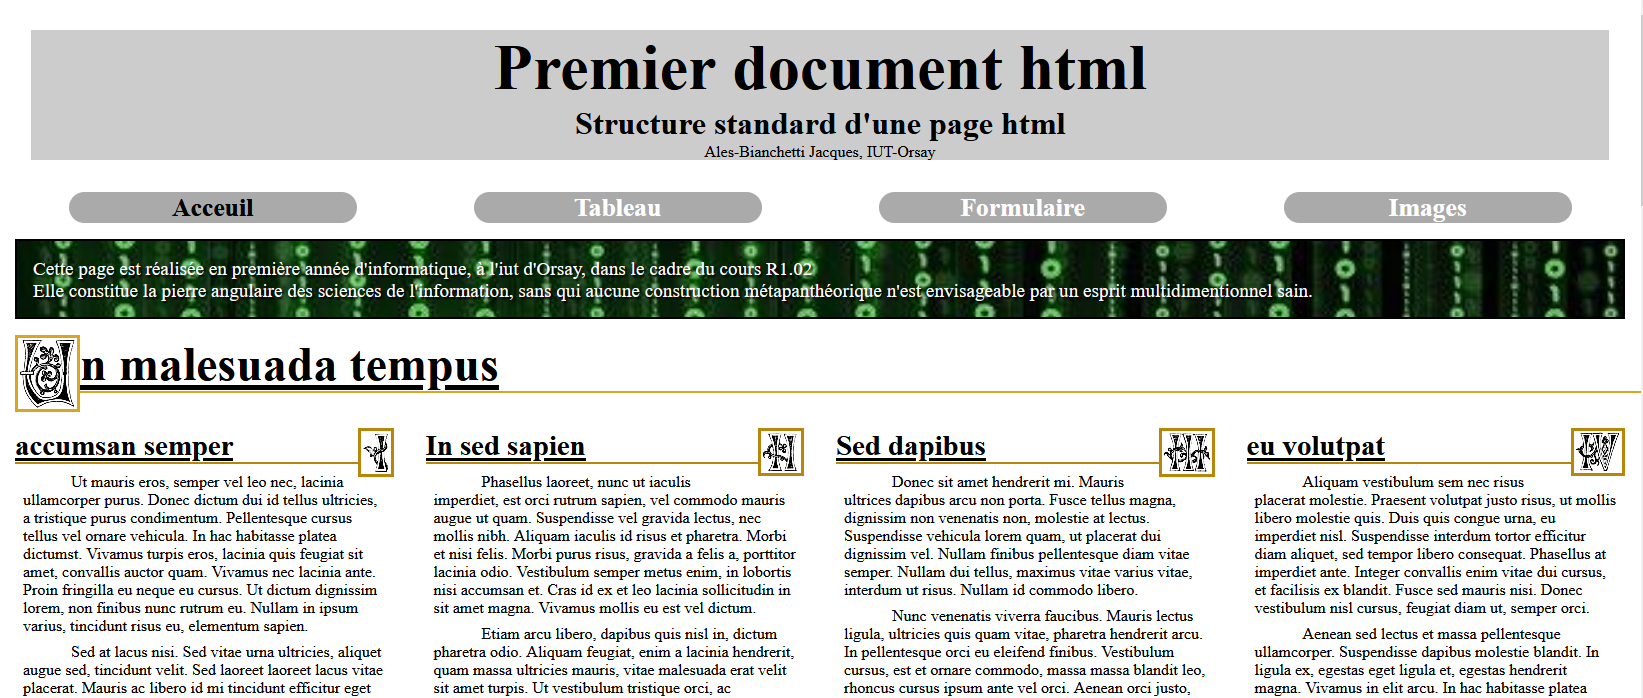 Premier document html
Structure standard d'une page html
Ales-Bianchetti Jacques, IUT-Orsay
Acceuil
Tableau
Formulaire
Images
Cette page est réalisée en première année d'informatique, à l'iut d'Orsay, dans le cadre du cours R1.02
Elle constitue la pierre angulaire des sciences de l'information, sans qui aucune construction métapanthéorique n'est envisageable par un esprit multidimentionnel sain.
Un malesuada tempus
accumsan semper
I
Ut mauris eros, semper vel leo nec, lacinia
ullamcorper purus. Donec dictum dui id tellus ultricies,
a tristique purus condimentum. Pellentesque cursus
tellus vel ornare vehicula. In hac habitasse platea
dictumst. Vivamus turpis eros, lacinia quis feugiat sit
amet, convallis auctor quam. Vivamus nec lacinia ante.
Proin fringilla eu neque eu cursus. Ut dictum dignissim
lorem, non finibus nunc rutrum eu. Nullam in ipsum
varius, tincidunt risus eu, elementum sapien.
Sed at lacus nisi. Sed vitae urna ultricies, aliquet
augue sed, tincidunt velit. Sed laoreet laoreet lacus vitae
placerat. Mauris ac libero id mi tincidunt efficitur eget
In sed sapien
II
Phasellus laoreet, nunc ut iaculis
imperdiet, est orci rutrum sapien, vel commodo mauris
augue ut quam. Suspendisse vel gravida lectus, nec
mollis nibh. Aliquam iaculis id risus et pharetra. Morbi
et nisi felis. Morbi purus risus, gravida a felis a, porttitor
lacinia odio. Vestibulum semper metus enim, in lobortis
nisi accumsan et. Cras id ex et leo lacinia sollicitudin in
sit amet magna. Vivamus mollis eu est vel dictum.
Etiam arcu libero, dapibus quis nisl in, dictum
pharetra odio. Aliquam feugiat, enim a lacinia hendrerit,
quam massa ultricies mauris, vitae malesuada erat velit
sit amet turpis. Ut vestibulum tristique orci, ac
Sed dapibus
III
Donec sit amet hendrerit mi. Mauris
ultrices dapibus arcu non porta. Fusce tellus magna,
dignissim non venenatis non, molestie at lectus.
Suspendisse vehicula lorem quam, ut placerat dui
dignissim vel. Nullam finibus pellentesque diam vitae
semper. Nullam dui tellus, maximus vitae varius vitae,
interdum ut risus. Nullam id commodo libero.
Nunc venenatis viverra faucibus. Mauris lectus
ligula, ultricies quis quam vitae, pharetra hendrerit arcu.
In pellentesque orci eu eleifend finibus. Vestibulum
cursus, est et ornare commodo, massa massa blandit leo,
rhoncus cursus ipsum ante vel orci. Aenean orci justo,
eu volutpat
IV
Aliquam vestibulum sem nec risus
placerat molestie. Praesent volutpat justo risus, ut mollis
libero molestie quis. Duis quis congue urna, eu
imperdiet nisl. Suspendisse interdum tortor efficitur
diam aliquet, sed tempor libero consequat. Phasellus at
imperdiet ante. Integer convallis enim vitae dui cursus,
et facilisis ex blandit. Fusce sed mauris nisi. Donec
vestibulum nisl cursus, feugiat diam ut, semper orci.
Aenean sed lectus et massa pellentesque
ullamcorper. Suspendisse dapibus molestie blandit. In
ligula ex, egestas eget ligula et, egestas hendrerit
magna. Vivamus in elit arcu. In hac habitasse platea